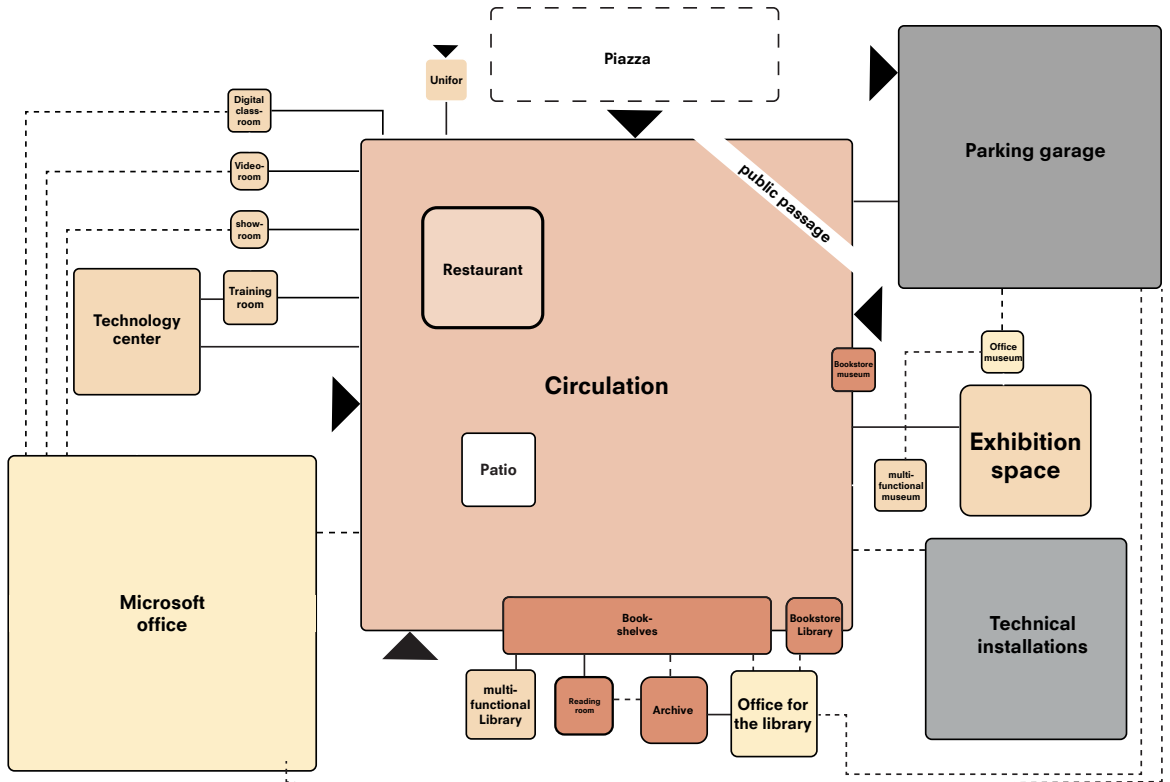 Piazza
Unifor
Digital
class-
room
Parking garage
Video-
room
public passage
show-
room
Restaurant
Training
room
Technology
center
Office
museum
Bookstore
museum
Circulation
Exhibition
space
Patio
multi-
functional
museum
Microsoft
office
Book-
shelves
Bookstore
Library
Technical
installations
multi-
functional
Library
Reading
room
Archive
Office for
the library